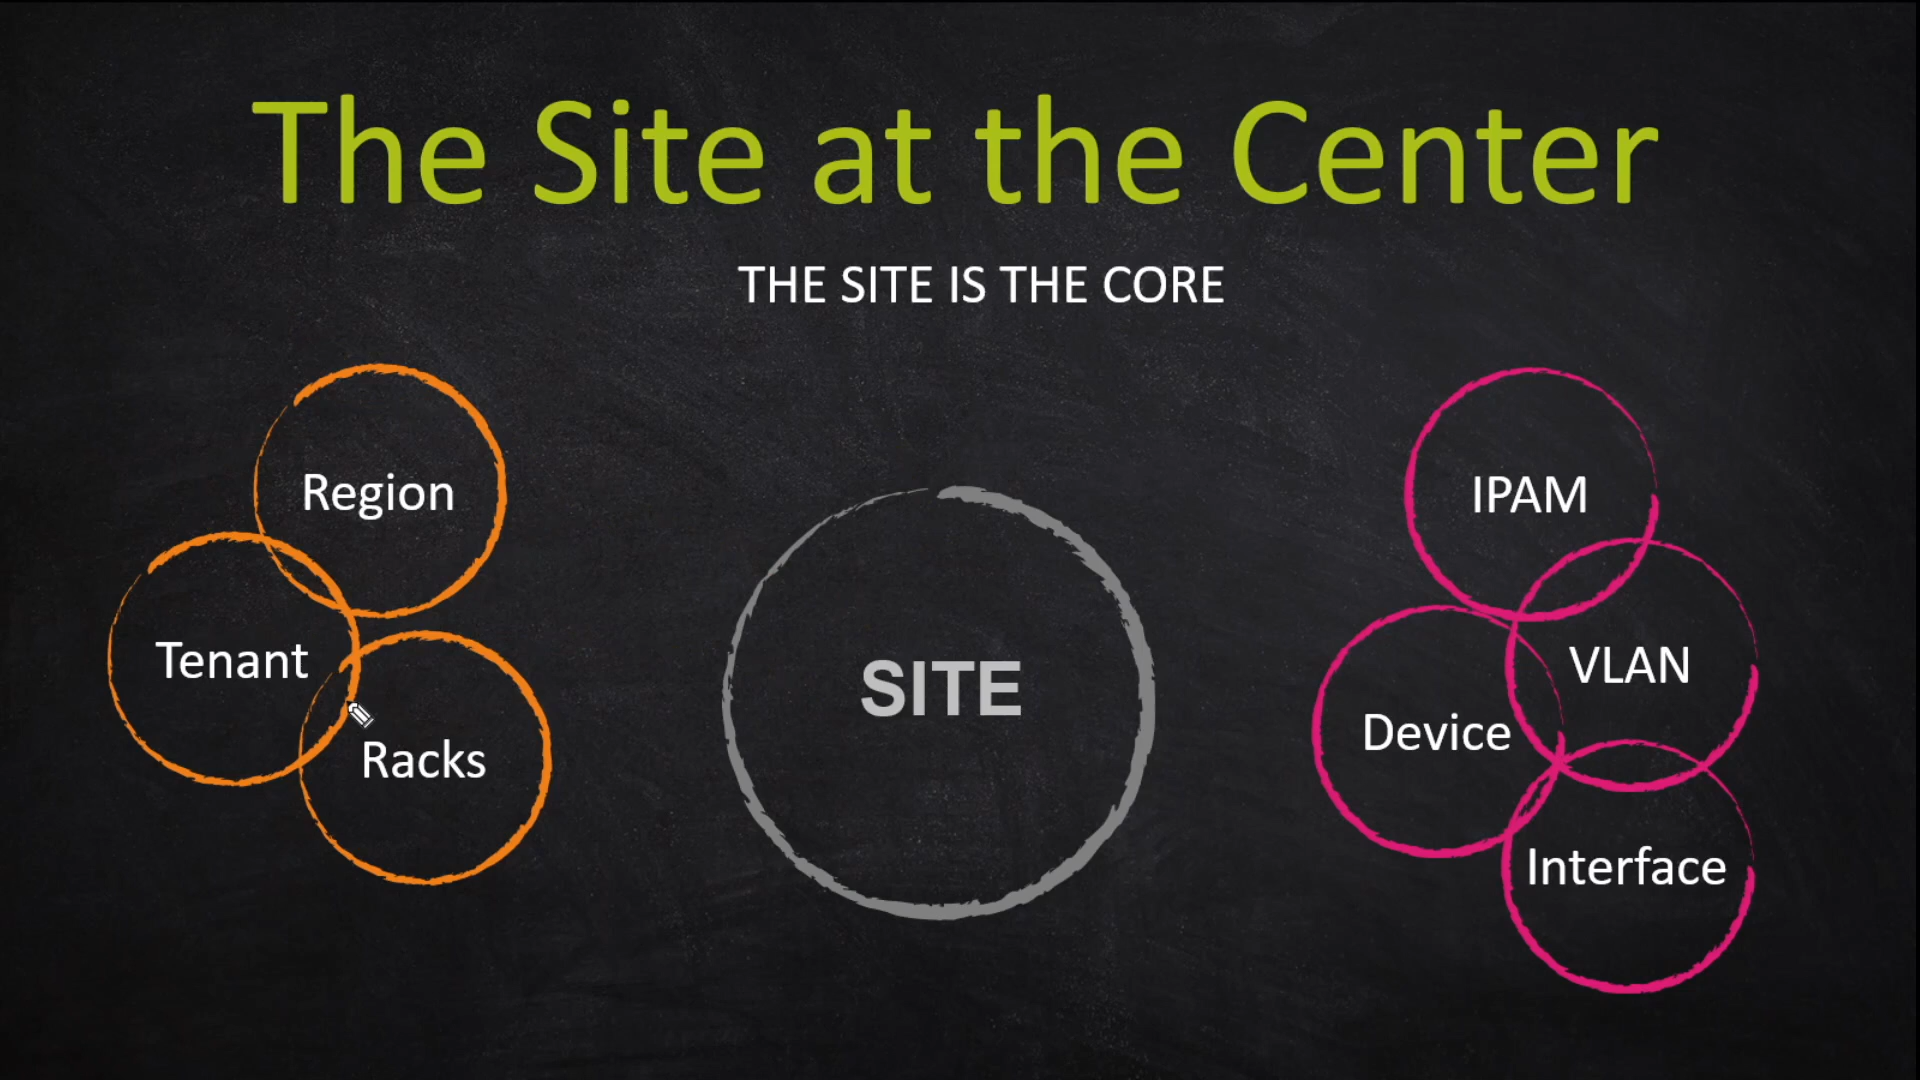 The Site at the Center
THE SITE IS THE CORE
Region
Tenant
Racks
SITE
IPAM
VLAN
Device
Interface